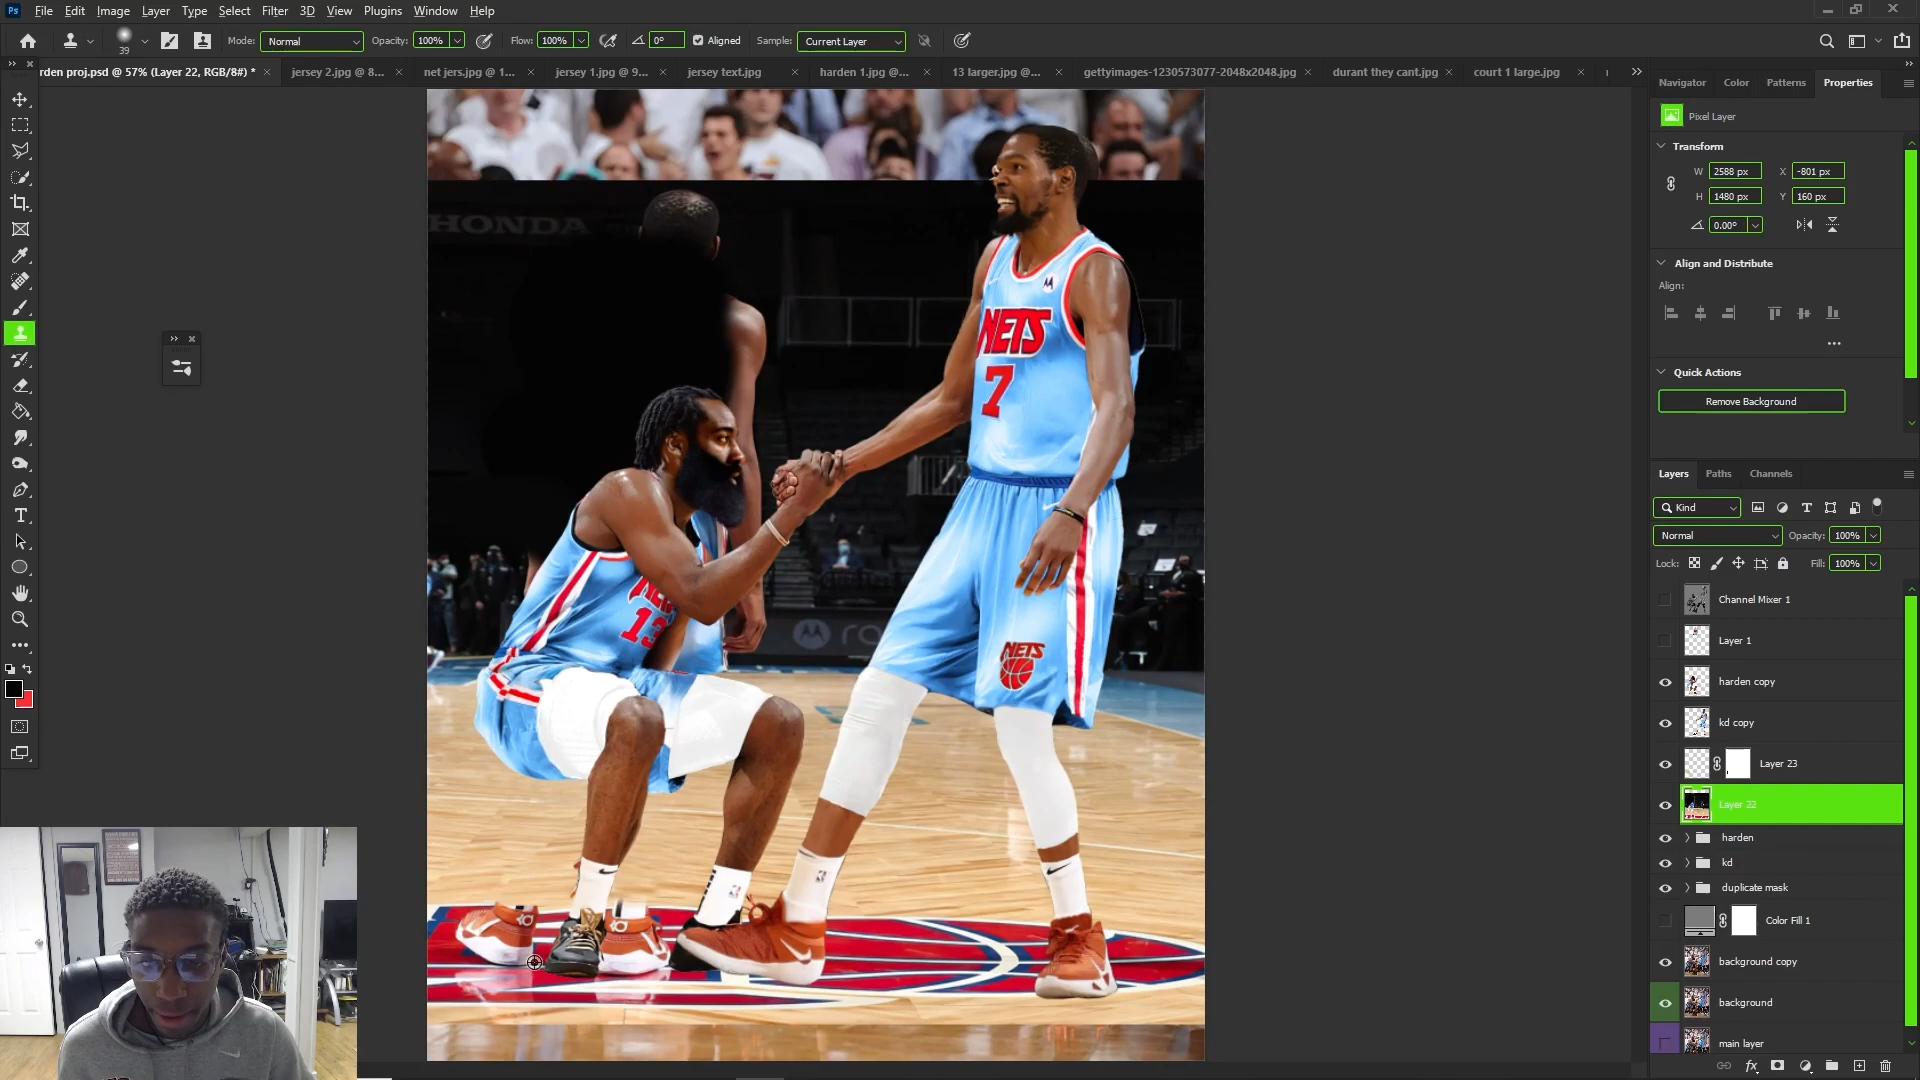 Ps File Edit Image Layer Type Select Filter 3D View Plugins Window Help
39 Mode: Normal Opacity: 100% Flow: 100% 0° Aligned Sample: Current Layer
rden proj.psd @ 57% (Layer 22, RGB/8#) * jersey 2.jpg @ 8... net jers.jpg @ 1... jersey 1.jpg @ 9... jersey text.jpg harden 1.jpg @... 13 larger.jpg @... gettyimages-1230573077-2048x2048.jpg durant they cant.jpg court 1 large.jpg
Navigator Color Patterns Properties
Pixel Layer
Transform
W 2588 px X -801 px
H 1480 px Y 160 px
0.00°
Align and Distribute
Align:
Quick Actions
Remove Background
Layers Paths Channels
Kind
Normal Opacity: 100%
Lock: Fill: 100%
Channel Mixer 1
Layer 1
harden copy
kd copy
Layer 23
Layer 22
harden
kd
duplicate mask
Color Fill 1
background copy
background
main layer
HONDA
NETS
7
13
NETS